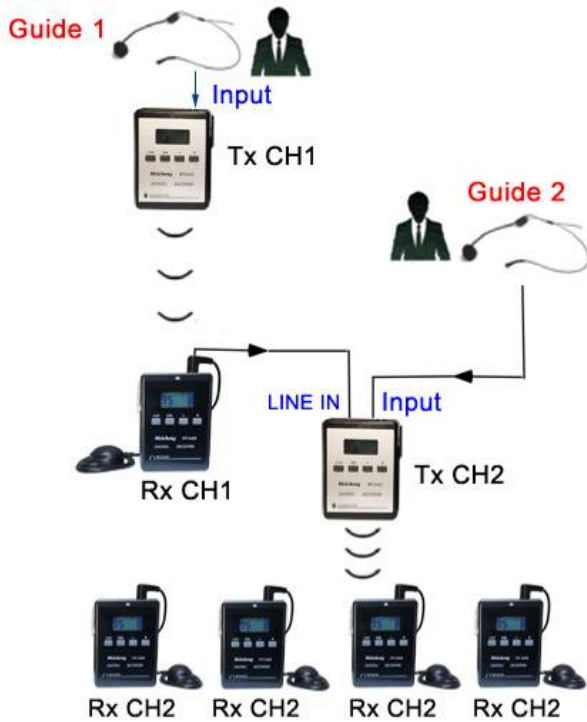 Guide 1
Input
Tx CH1
Guide 2
LINE IN
Input
Rx CH1
Tx CH2
Rx CH2
Rx CH2
Rx CH2
Rx CH2